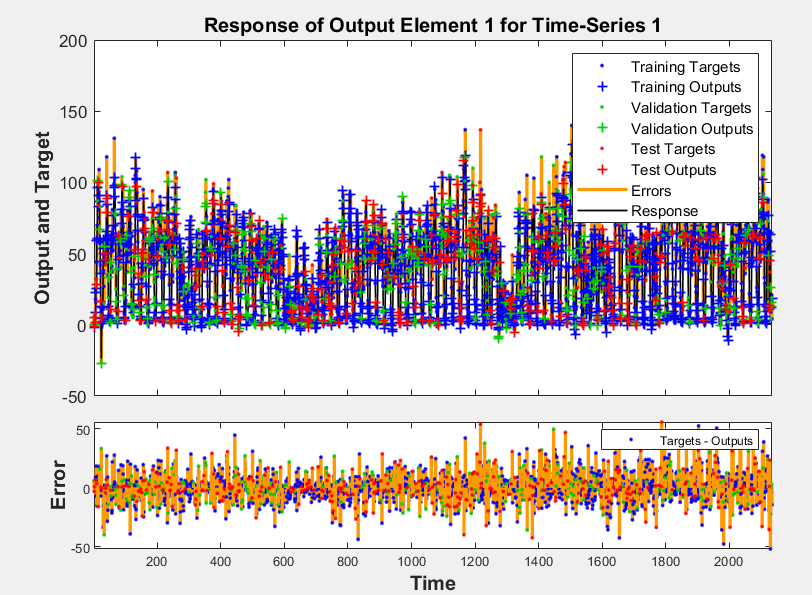 Response of Output Element 1 for Time-Series 1
200
150
100
50
0
-50
Output and Target
Training Targets
Training Outputs
Validation Targets
Validation Outputs
Test Targets
Test Outputs
Errors
Response
50
0
-50
Error
Targets - Outputs
200 400 600 800 1000 1200 1400 1600 1800 2000
Time